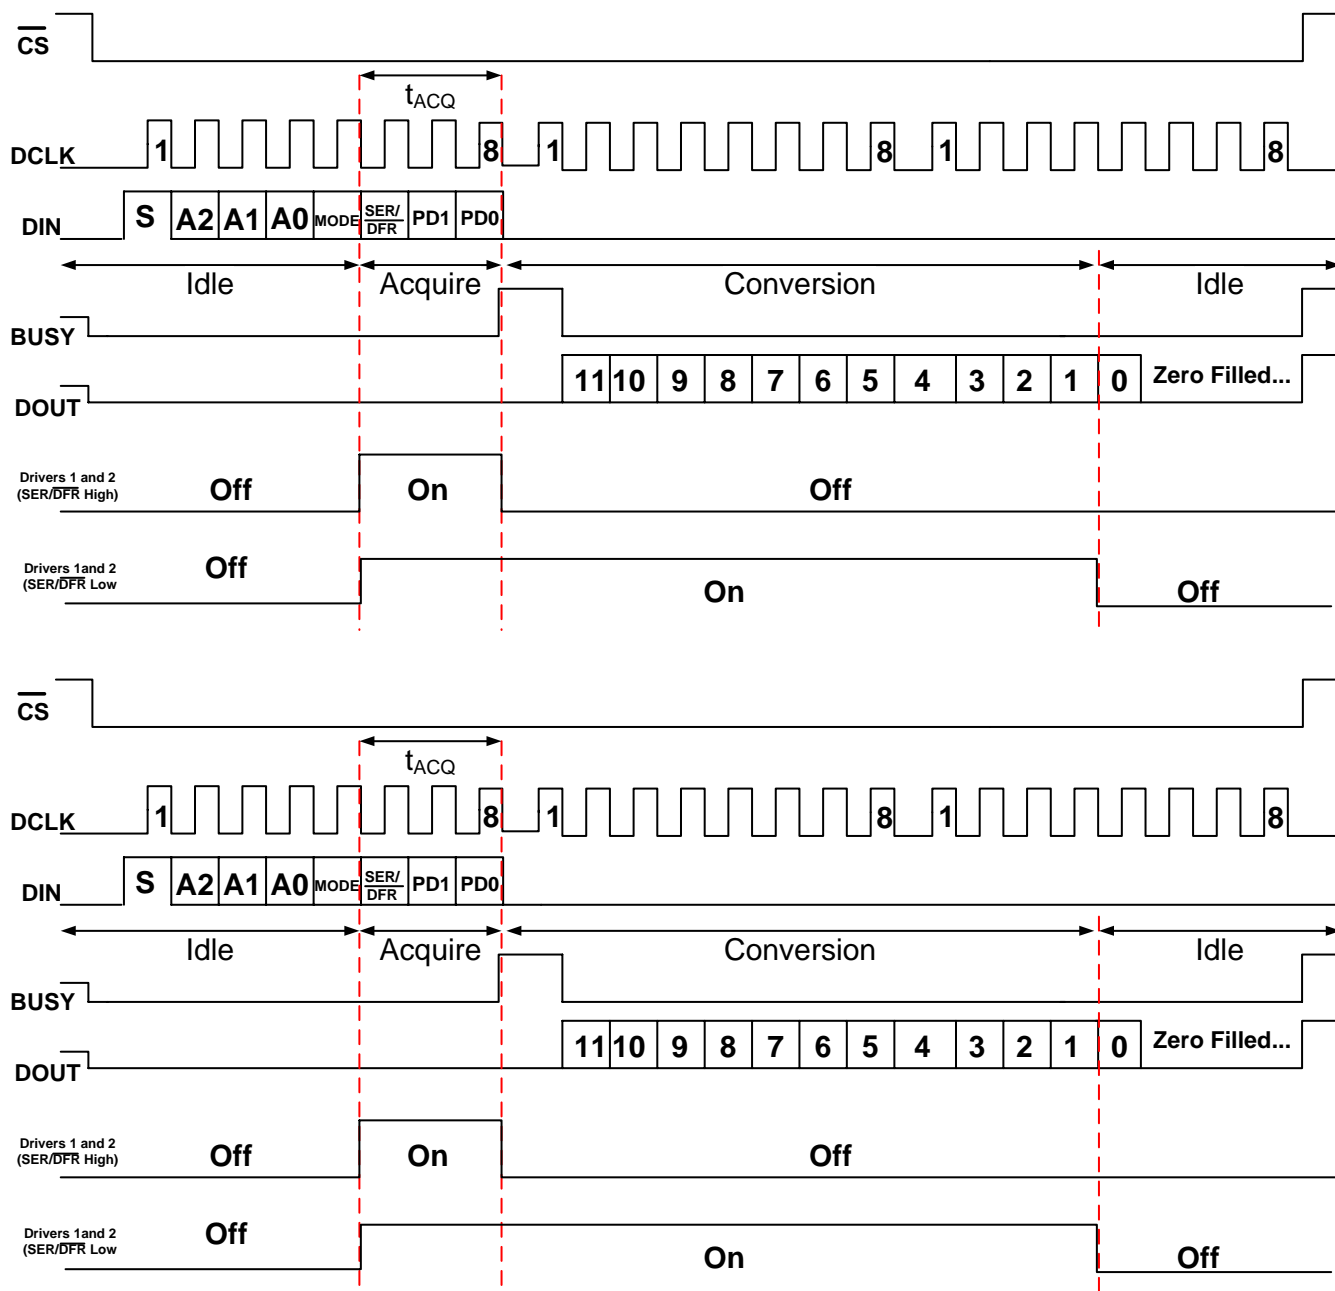 CS
tACQ
DCLK 1 8 1 8 1 8
DIN S A2 A1 A0 MODE SER/DFR PD1 PD0
Idle Acquire Conversion Idle
BUSY
DOUT 11 10 9 8 7 6 5 4 3 2 1 0 Zero Filled...
Drivers 1 and 2
(SER/DFR High) Off On Off
Drivers 1and 2
(SER/DFR Low Off On Off
CS
tACQ
DCLK 1 8 1 8 1 8
DIN S A2 A1 A0 MODE SER/DFR PD1 PD0
Idle Acquire Conversion Idle
BUSY
DOUT 11 10 9 8 7 6 5 4 3 2 1 0 Zero Filled...
Drivers 1 and 2
(SER/DFR High) Off On Off
Drivers 1and 2
(SER/DFR Low Off On Off